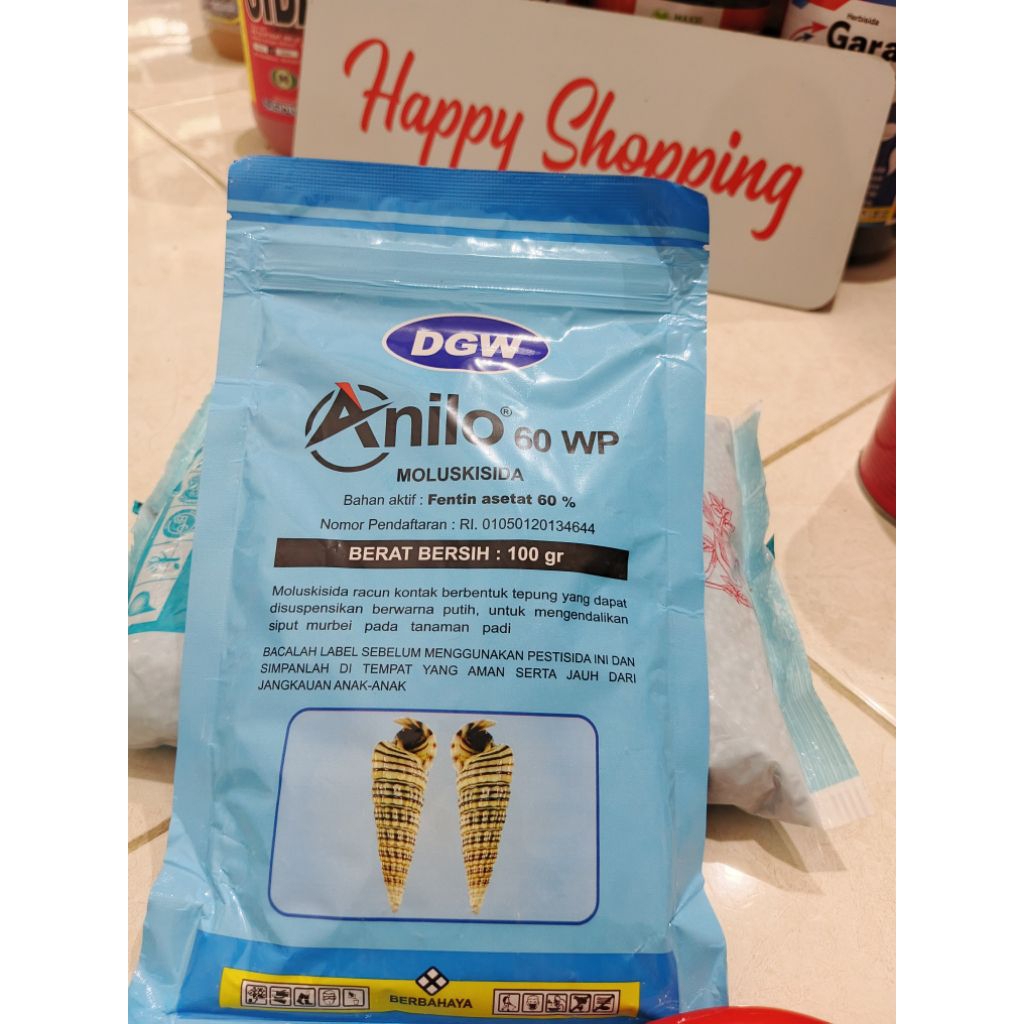 Herbisida
Gara
Happy Shopping
DGW
Anilo® 60 WP
MOLUSKISIDA
Bahan aktif : Fentin asetat 60 %
Nomor Pendaftaran : RI. 01050120134644
BERAT BERSIH : 100 gr
Moluskisida racun kontak berbentuk tepung yang dapat
disuspensikan berwarna putih, untuk mengendalikan
siput murbei pada tanaman padi
BACALAH LABEL SEBELUM MENGGUNAKAN PESTISIDA INI DAN
SIMPANLAH DI TEMPAT YANG AMAN SERTA JAUH DARI
JANGKAUAN ANAK-ANAK
BERBAHAYA